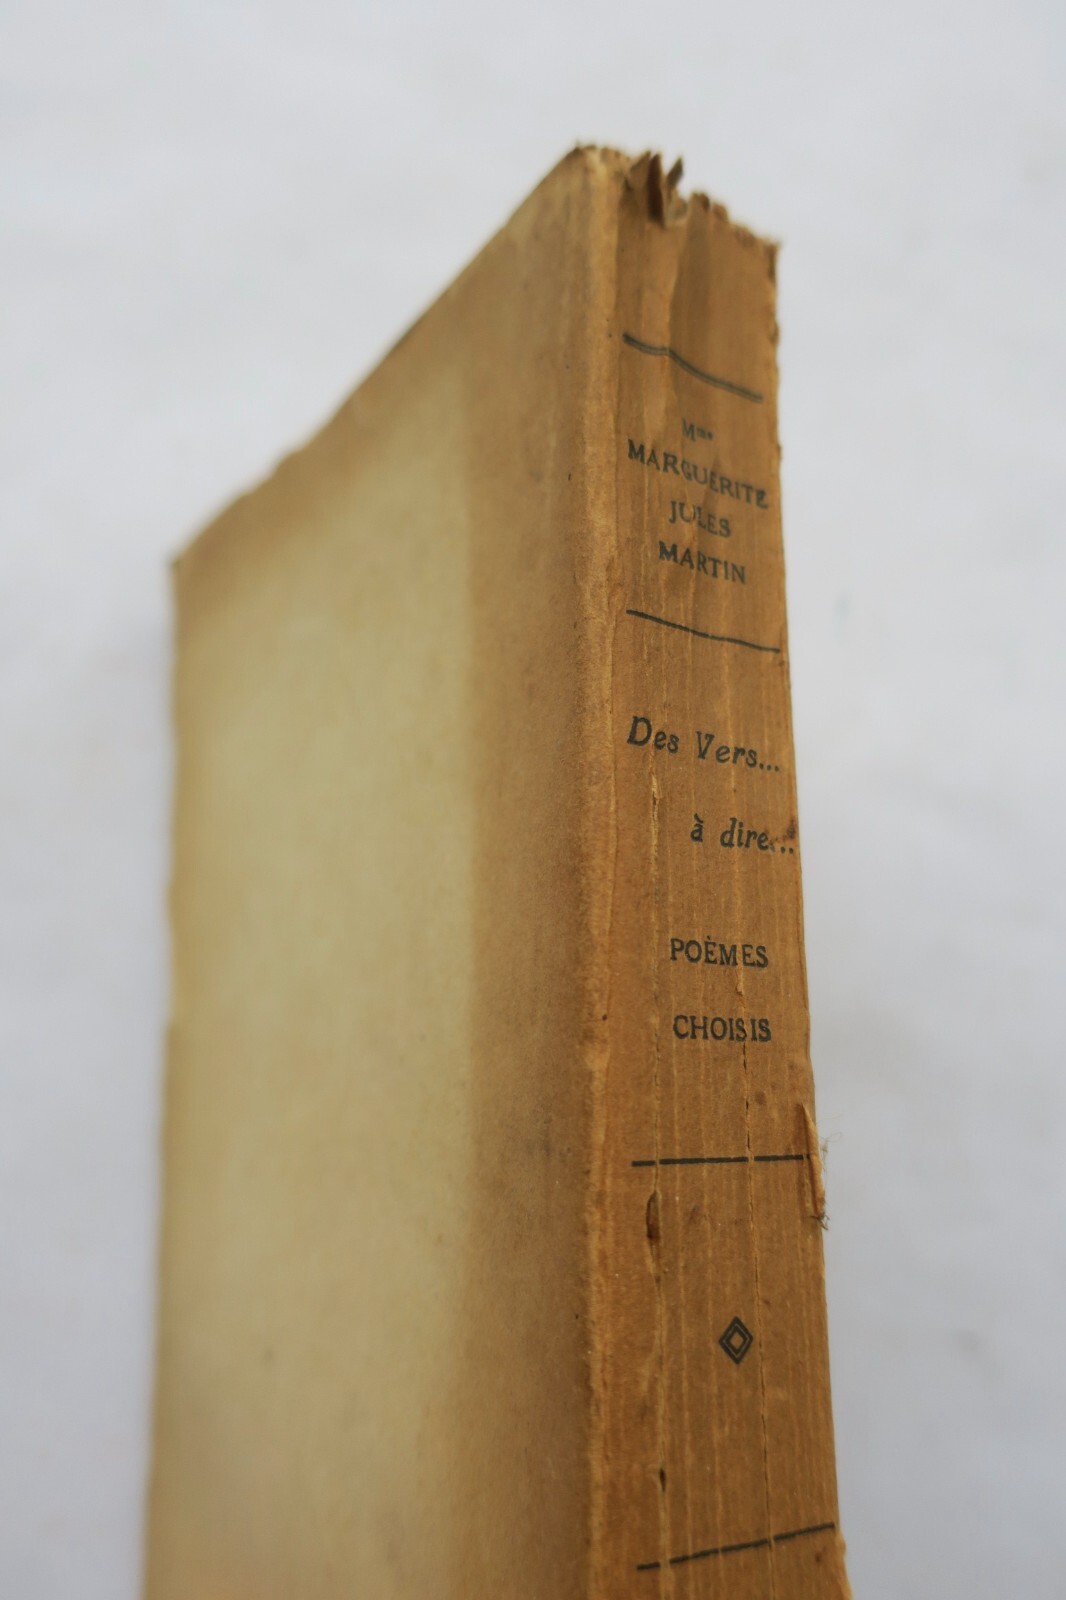 Mme
MARGUERITE
JULES
MARTIN
Des Vers...
à dire...
POÈMES
CHOISIS